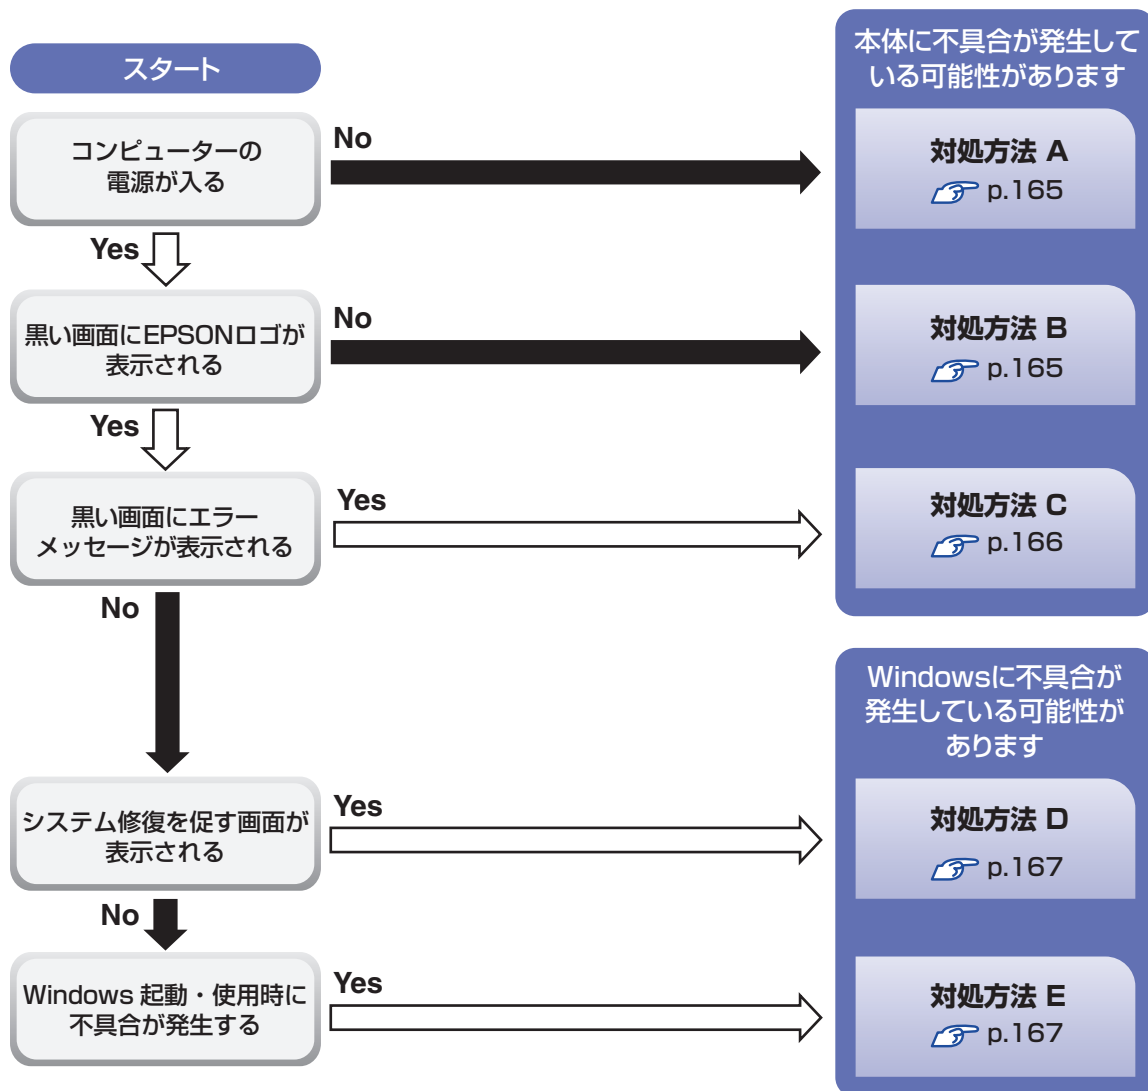 スタート
コンピューターの
電源が入る
No
Yes
本体に不具合が発生して
いる可能性があります
対処方法 A
p.165
黒い画面にEPSONロゴが
表示される
No
Yes
対処方法 B
p.165
黒い画面にエラー
メッセージが表示される
Yes
No
対処方法 C
p.166
Windowsに不具合が
発生している可能性が
あります
システム修復を促す画面が
表示される
Yes
No
対処方法 D
p.167
Windows 起動・使用時に
不具合が発生する
Yes
対処方法 E
p.167